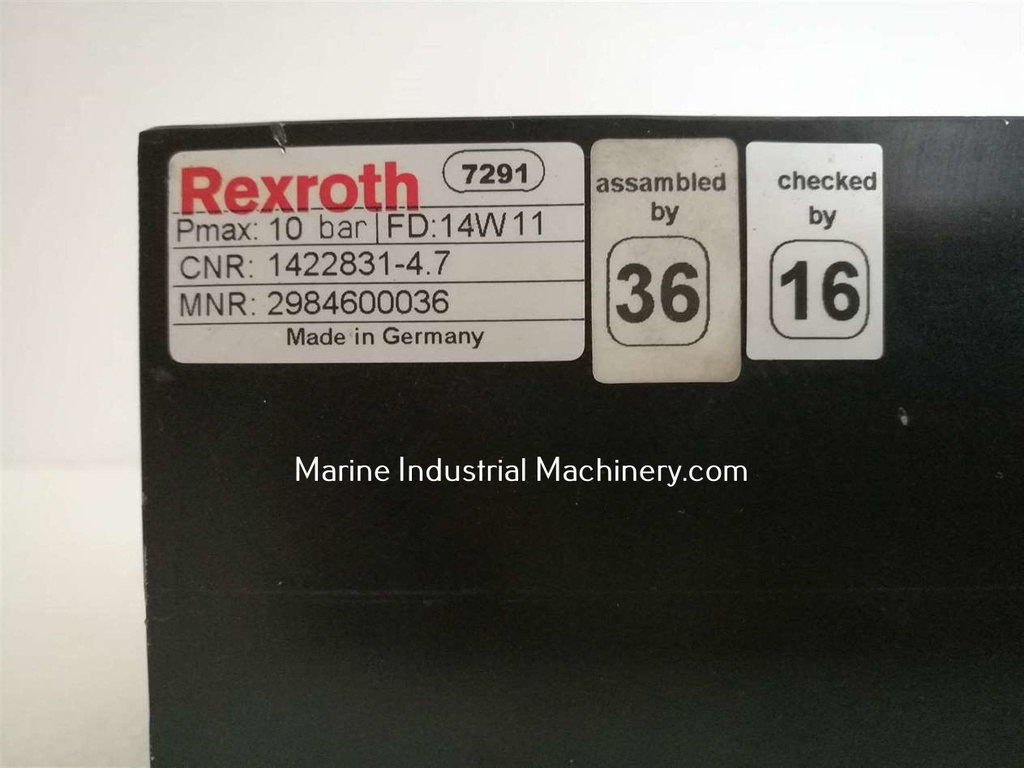 Rexroth 7291
Pmax: 10 bar | FD:14W11
CNR: 1422831-4.7
MNR: 2984600036
Made in Germany
assambled
by
36
checked
by
16
Marine Industrial Machinery.com